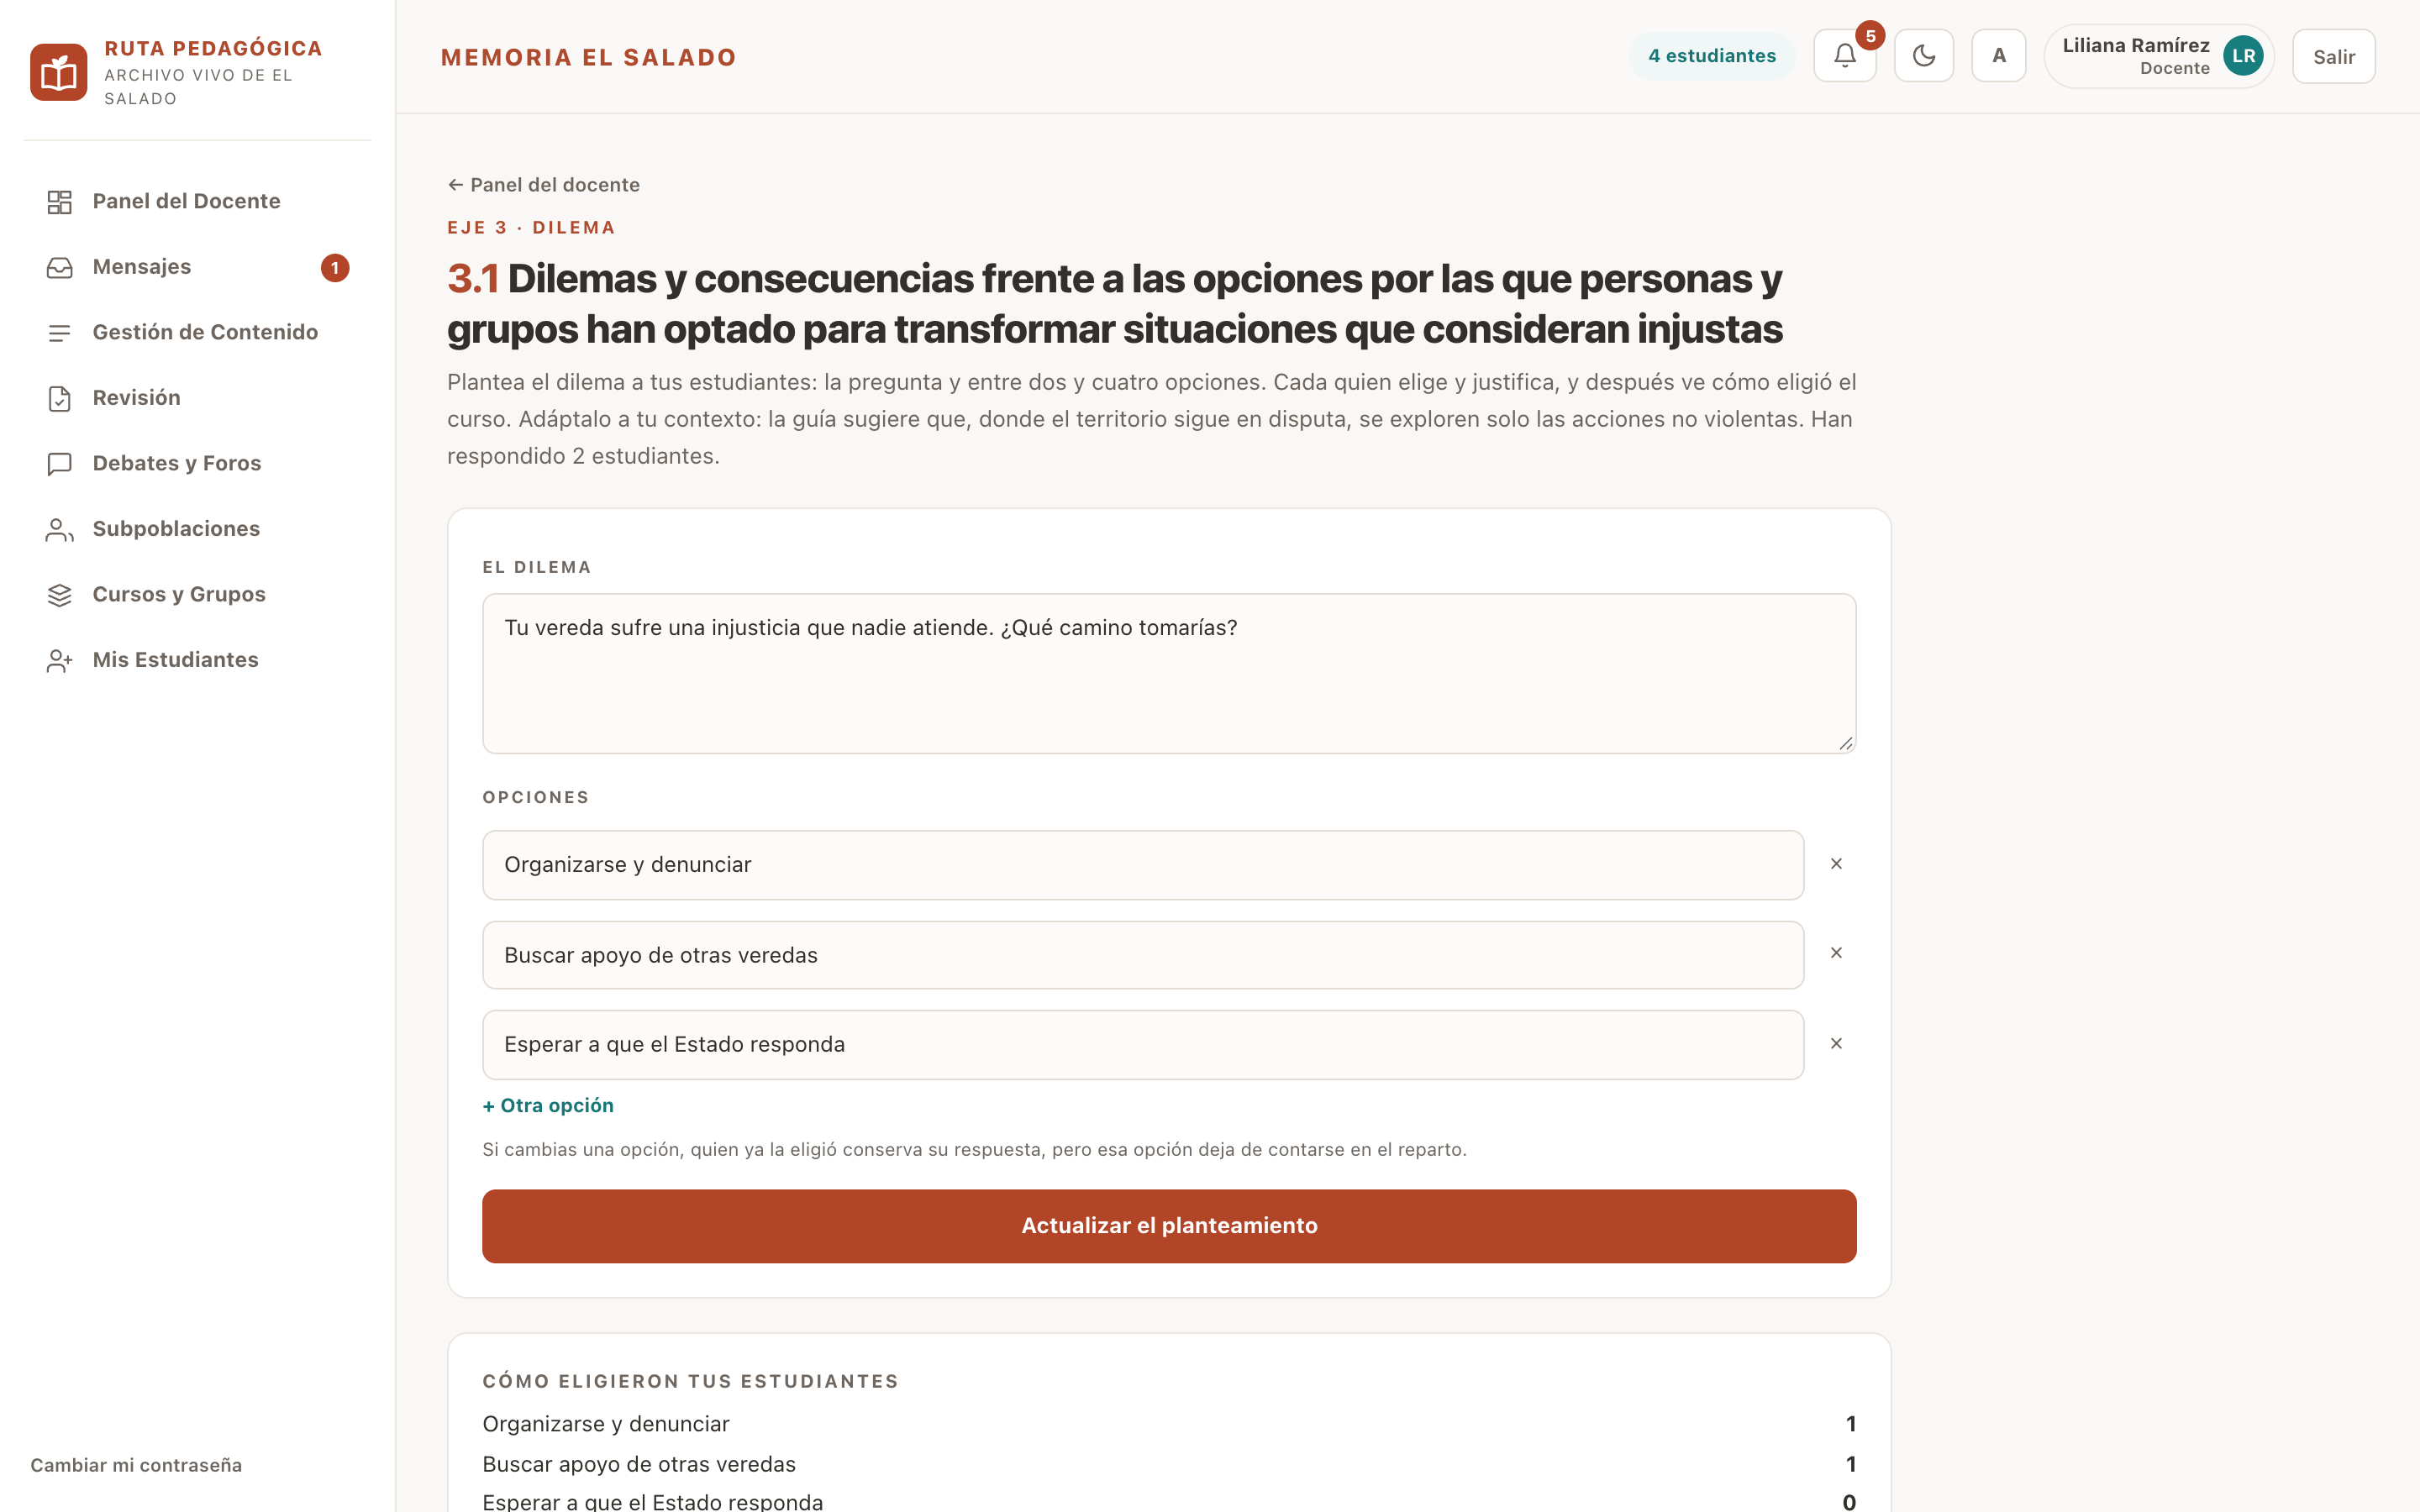 RUTA PEDAGÓGICA
ARCHIVO VIVO DE EL
SALADO
Panel del Docente
Mensajes
1
Gestión de Contenido
Revisión
Debates y Foros
Subpoblaciones
Cursos y Grupos
Mis Estudiantes
Cambiar mi contraseña
MEMORIA EL SALADO
4 estudiantes
5
A
Liliana Ramírez
Docente
LR
Salir
← Panel del docente
EJE 3 · DILEMA
3.1 Dilemas y consecuencias frente a las opciones por las que personas y
grupos han optado para transformar situaciones que consideran injustas
Plantea el dilema a tus estudiantes: la pregunta y entre dos y cuatro opciones. Cada quien elige y justifica, y después ve cómo eligió el
curso. Adáptalo a tu contexto: la guía sugiere que, donde el territorio sigue en disputa, se exploren solo las acciones no violentas. Han
respondido 2 estudiantes.
EL DILEMA
Tu vereda sufre una injusticia que nadie atiende. ¿Qué camino tomarías?
OPCIONES
Organizarse y denunciar
×
Buscar apoyo de otras veredas
×
Esperar a que el Estado responda
×
+ Otra opción
Si cambias una opción, quien ya la eligió conserva su respuesta, pero esa opción deja de contarse en el reparto.
Actualizar el planteamiento
CÓMO ELIGIERON TUS ESTUDIANTES
Organizarse y denunciar 1
Buscar apoyo de otras veredas 1
Esperar a que el Estado responda 0